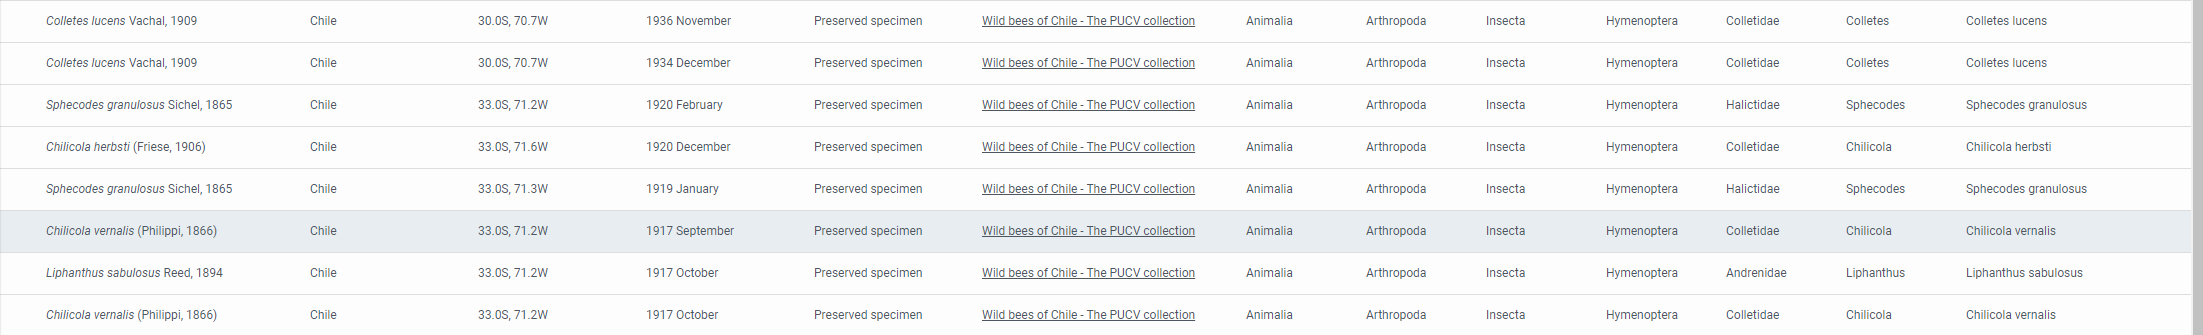 Colletes lucens Vachal, 1909 Chile 30.0S, 70.7W 1936 November Preserved specimen Wild bees of Chile - The PUCV collection Animalia Arthropoda Insecta Hymenoptera Colletidae Colletes Colletes lucens
Colletes lucens Vachal, 1909 Chile 30.0S, 70.7W 1934 December Preserved specimen Wild bees of Chile - The PUCV collection Animalia Arthropoda Insecta Hymenoptera Colletidae Colletes Colletes lucens
Sphecodes granulosus Sichel, 1865 Chile 33.0S, 71.2W 1920 February Preserved specimen Wild bees of Chile - The PUCV collection Animalia Arthropoda Insecta Hymenoptera Halictidae Sphecodes Sphecodes granulosus
Chilicola herbsti (Friese, 1906) Chile 33.0S, 71.6W 1920 December Preserved specimen Wild bees of Chile - The PUCV collection Animalia Arthropoda Insecta Hymenoptera Colletidae Chilicola Chilicola herbsti
Sphecodes granulosus Sichel, 1865 Chile 33.0S, 71.3W 1919 January Preserved specimen Wild bees of Chile - The PUCV collection Animalia Arthropoda Insecta Hymenoptera Halictidae Sphecodes Sphecodes granulosus
Chilicola vernalis (Philippi, 1866) Chile 33.0S, 71.2W 1917 September Preserved specimen Wild bees of Chile - The PUCV collection Animalia Arthropoda Insecta Hymenoptera Colletidae Chilicola Chilicola vernalis
Liphanthus sabulosus Reed, 1894 Chile 33.0S, 71.2W 1917 October Preserved specimen Wild bees of Chile - The PUCV collection Animalia Arthropoda Insecta Hymenoptera Andrenidae Liphanthus Liphanthus sabulosus
Chilicola vernalis (Philippi, 1866) Chile 33.0S, 71.2W 1917 October Preserved specimen Wild bees of Chile - The PUCV collection Animalia Arthropoda Insecta Hymenoptera Colletidae Chilicola Chilicola vernalis